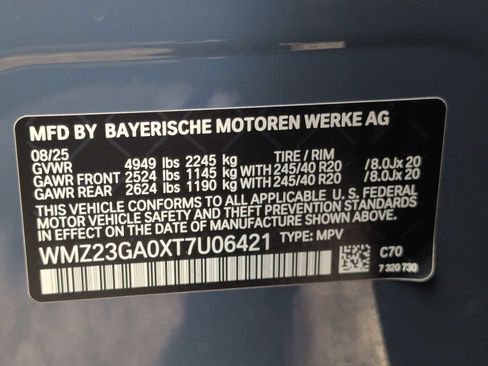 MFD BY BAYERISCHE MOTOREN WERKE AG
08/25
GVWR 4949 lbs 2245 kg TIRE / RIM
GAWR FRONT 2524 lbs 1145 kg WITH 245/40 R20 /8.0Jx 20
GAWR REAR 2624 lbs 1190 kg WITH 245/40 R20 /8.0Jx 20
THIS VEHICLE CONFORMS TO ALL APPLICABLE U. S. FEDERAL
MOTOR VEHICLE SAFETY, BUMPER, AND THEFT PREVENTION STANDARDS
IN EFFECT ON THE DATE OF MANUFACTURE SHOWN ABOVE.
WMZ23GA0XT7U06421 TYPE: MPV
C70
7 320 730